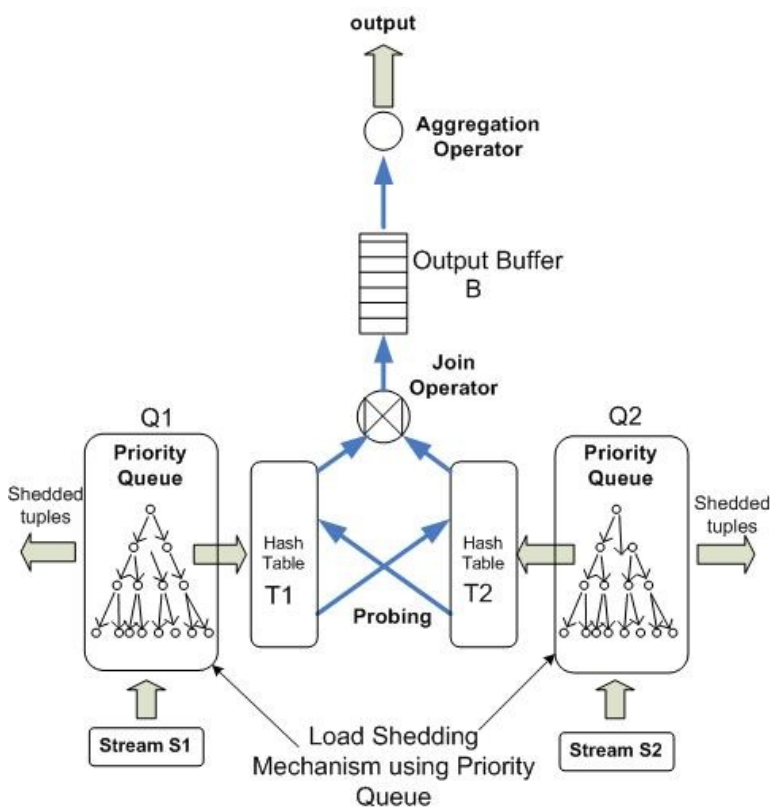 output
Aggregation
Operator
Output Buffer
B
Join
Operator
Q1
Priority
Queue
Shedded
tuples
Hash
Table
T1
Probing
Hash
Table
T2
Q2
Priority
Queue
Shedded
tuples
Stream S1
Load Shedding
Mechanism using Priority
Queue
Stream S2